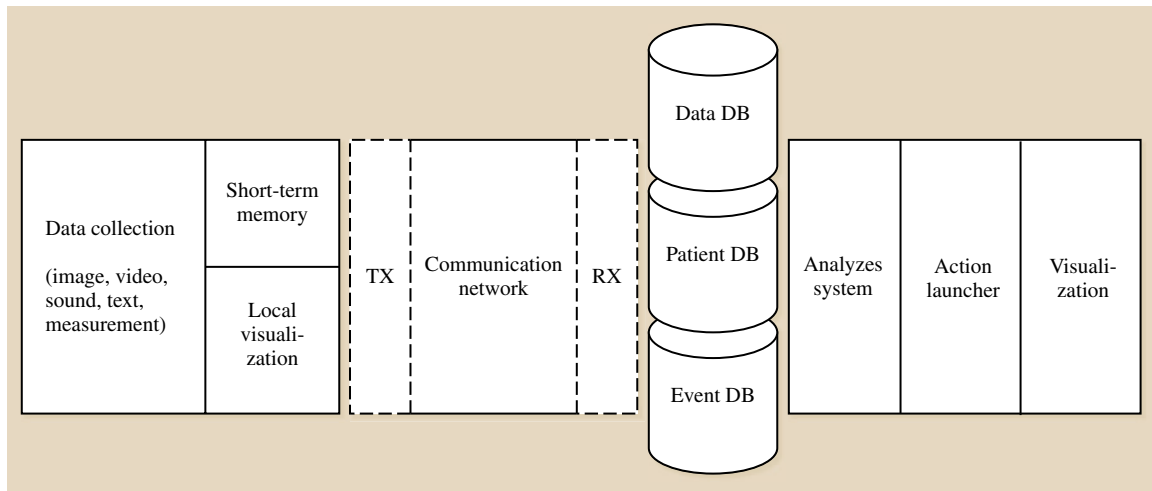 Data collection
(image, video,
sound, text,
measurement)
Short-term
memory
Local
visuali-
zation
TX
Communication
network
RX
Data DB
Patient DB
Event DB
Analyzes
system
Action
launcher
Visuali-
zation